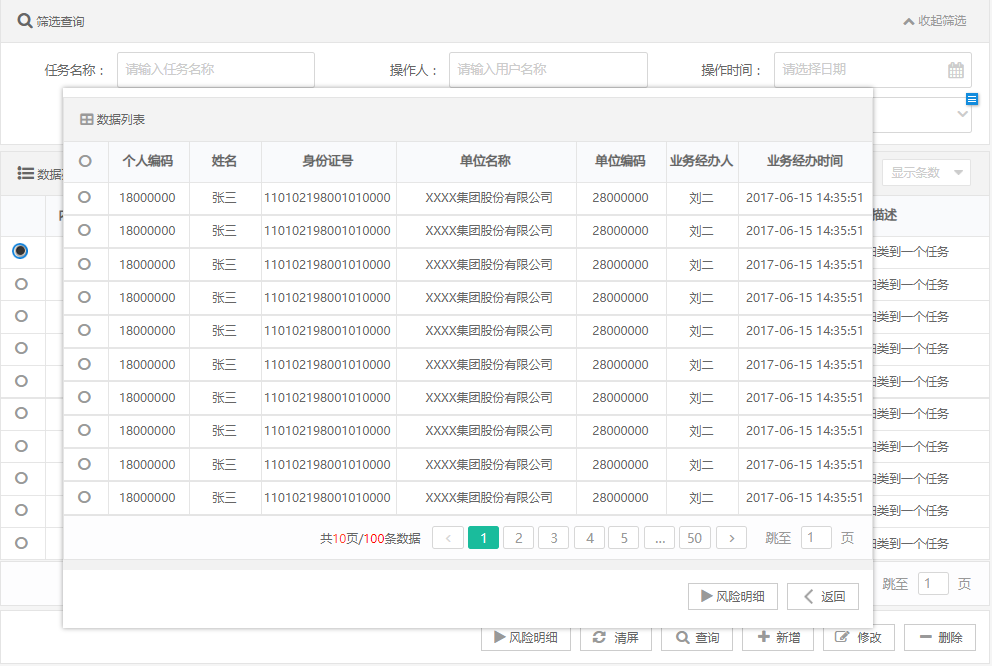 筛选查询 收起筛选
任务名称： 请输入任务名称 操作人： 请输入用户名称 操作时间： 请选择日期
数据列表
数据 显示条数
描述
个人编码 姓名 身份证号 单位名称 单位编码 业务经办人 业务经办时间
18000000 张三 110102198001010000 XXXX集团股份有限公司 28000000 刘二 2017-06-15 14:35:51
类到一个任务
18000000 张三 110102198001010000 XXXX集团股份有限公司 28000000 刘二 2017-06-15 14:35:51
类到一个任务
18000000 张三 110102198001010000 XXXX集团股份有限公司 28000000 刘二 2017-06-15 14:35:51
类到一个任务
18000000 张三 110102198001010000 XXXX集团股份有限公司 28000000 刘二 2017-06-15 14:35:51
类到一个任务
18000000 张三 110102198001010000 XXXX集团股份有限公司 28000000 刘二 2017-06-15 14:35:51
类到一个任务
18000000 张三 110102198001010000 XXXX集团股份有限公司 28000000 刘二 2017-06-15 14:35:51
类到一个任务
18000000 张三 110102198001010000 XXXX集团股份有限公司 28000000 刘二 2017-06-15 14:35:51
类到一个任务
18000000 张三 110102198001010000 XXXX集团股份有限公司 28000000 刘二 2017-06-15 14:35:51
类到一个任务
18000000 张三 110102198001010000 XXXX集团股份有限公司 28000000 刘二 2017-06-15 14:35:51
类到一个任务
18000000 张三 110102198001010000 XXXX集团股份有限公司 28000000 刘二 2017-06-15 14:35:51
类到一个任务
共10页/100条数据 < 1 2 3 4 5 ... 50 > 跳至 1 页
跳至 1 页
风险明细 返回
风险明细 清屏 查询 新增 修改 删除